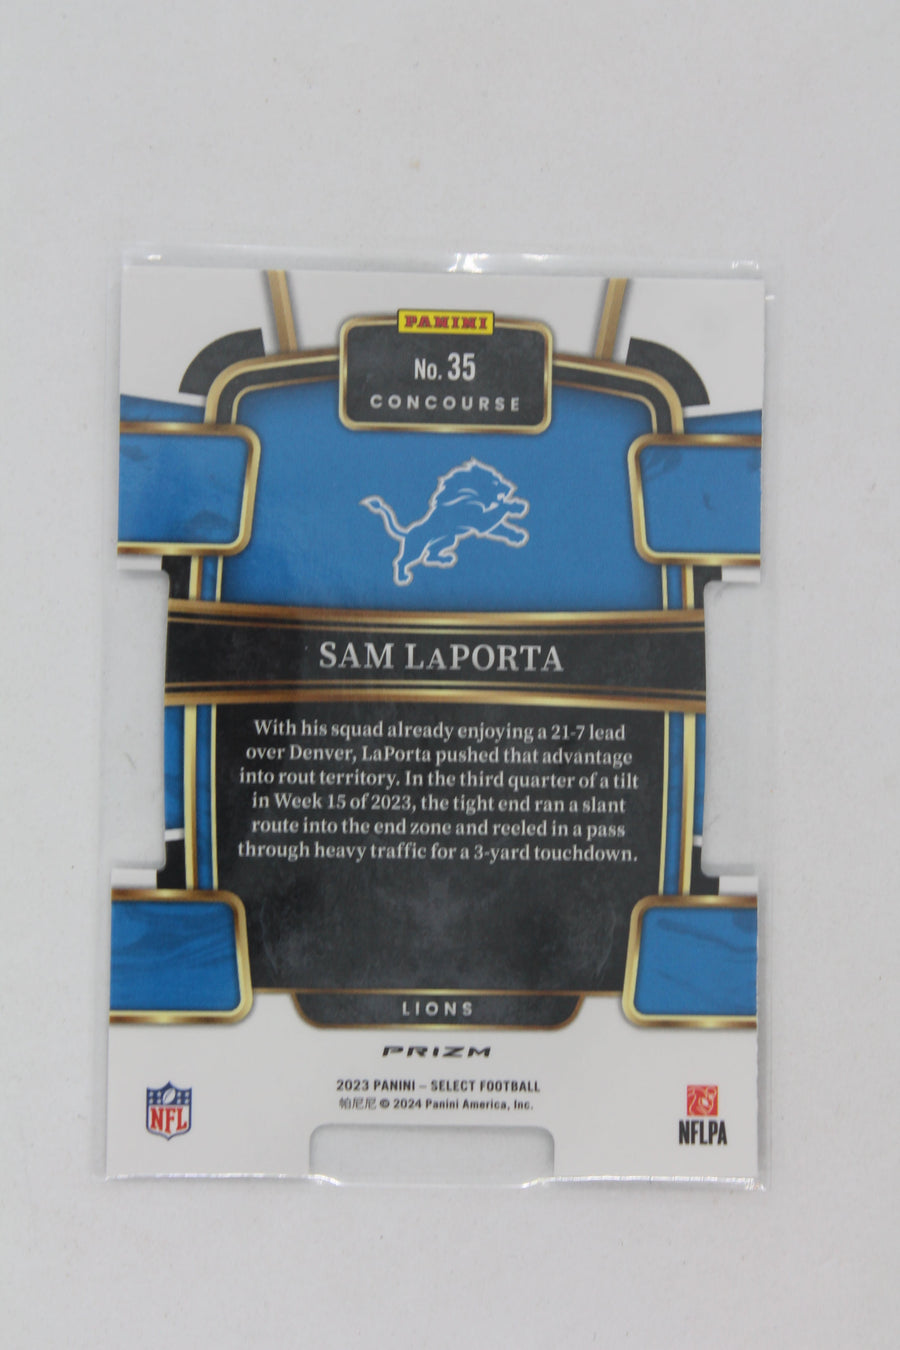 PANINI
No. 35
CONCOURSE
SAM LaPORTA
With his squad already enjoying a 21-7 lead
over Denver, LaPorta pushed that advantage
into rout territory. In the third quarter of a tilt
in Week 15 of 2023, the tight end ran a slant
route into the end zone and reeled in a pass
through heavy traffic for a 3-yard touchdown.
LIONS
PRIZM
2023 PANINI – SELECT FOOTBALL
帕尼尼 © 2024 Panini America, Inc.
NFL
NFLPA